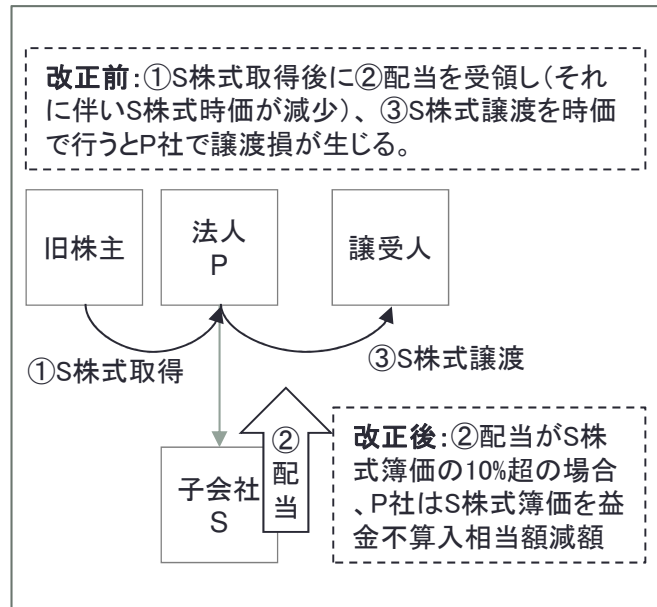 改正前:①S株式取得後に②配当を受領し(それ
に伴いS株式時価が減少)、③S株式譲渡を時価
で行うとP社で譲渡損が生じる。
旧株主
法人
P
譲受人
①S株式取得
③S株式譲渡
②
配
当
子会社
S
改正後:②配当がS株
式簿価の10%超の場合
、P社はS株式簿価を益
金不算入相当額減額